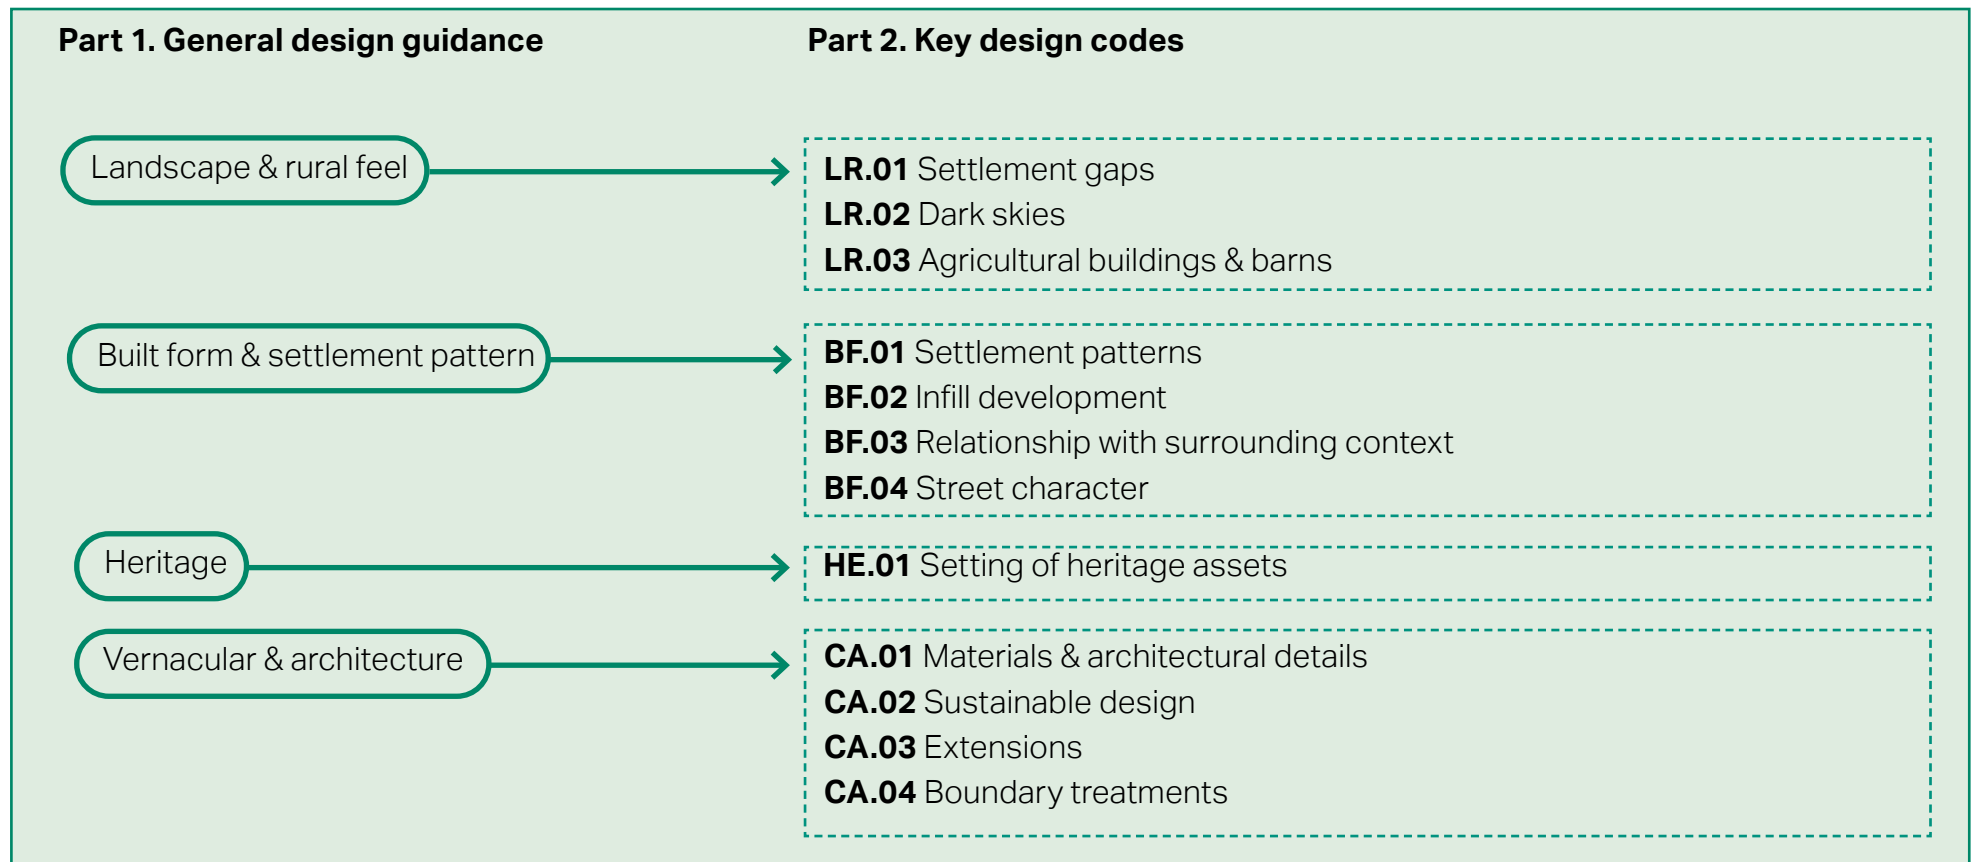 Part 1. General design guidance
Part 2. Key design codes
Landscape & rural feel
LR.01 Settlement gaps
LR.02 Dark skies
LR.03 Agricultural buildings & barns
Built form & settlement pattern
BF.01 Settlement patterns
BF.02 Infill development
BF.03 Relationship with surrounding context
BF.04 Street character
Heritage
HE.01 Setting of heritage assets
Vernacular & architecture
CA.01 Materials & architectural details
CA.02 Sustainable design
CA.03 Extensions
CA.04 Boundary treatments